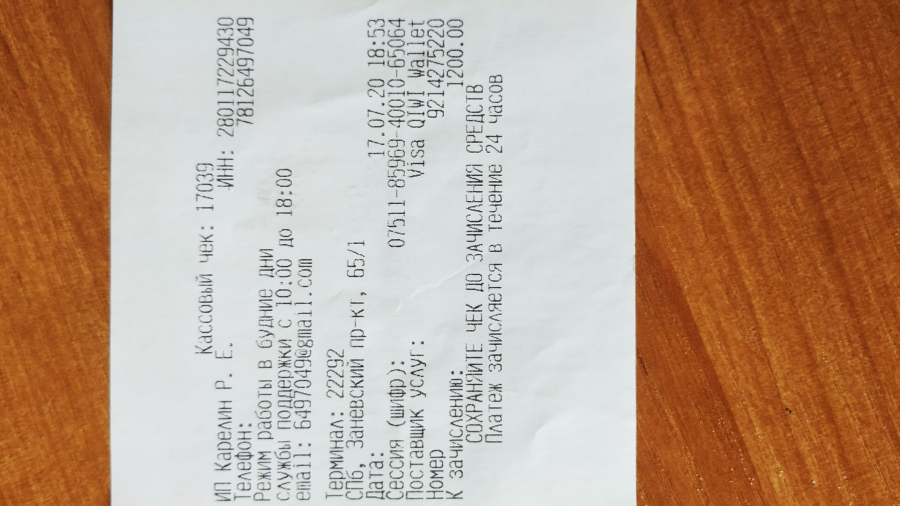 Кассовый чек: 17039
ИП Карелин Р. Е. ИНН: 280117229430
Телефон: 78126497049
Режим работы в будние дни
службы поддержки с 10:00 до 18:00
email: 6497049@gmail.com
Терминал: 22292
СПб, Заневский пр-кт, 65/1
Дата: 17.07.20 18:53
Сессия (шифр): 07511-85969-40010-65064
Поставщик услуг: Visa QIWI Wallet
Номер 9214275220
К зачислению: 1200.00
СОХРАНЯЙТЕ ЧЕК ДО ЗАЧИСЛЕНИЯ СРЕДСТВ
Платеж зачисляется в течение 24 часов